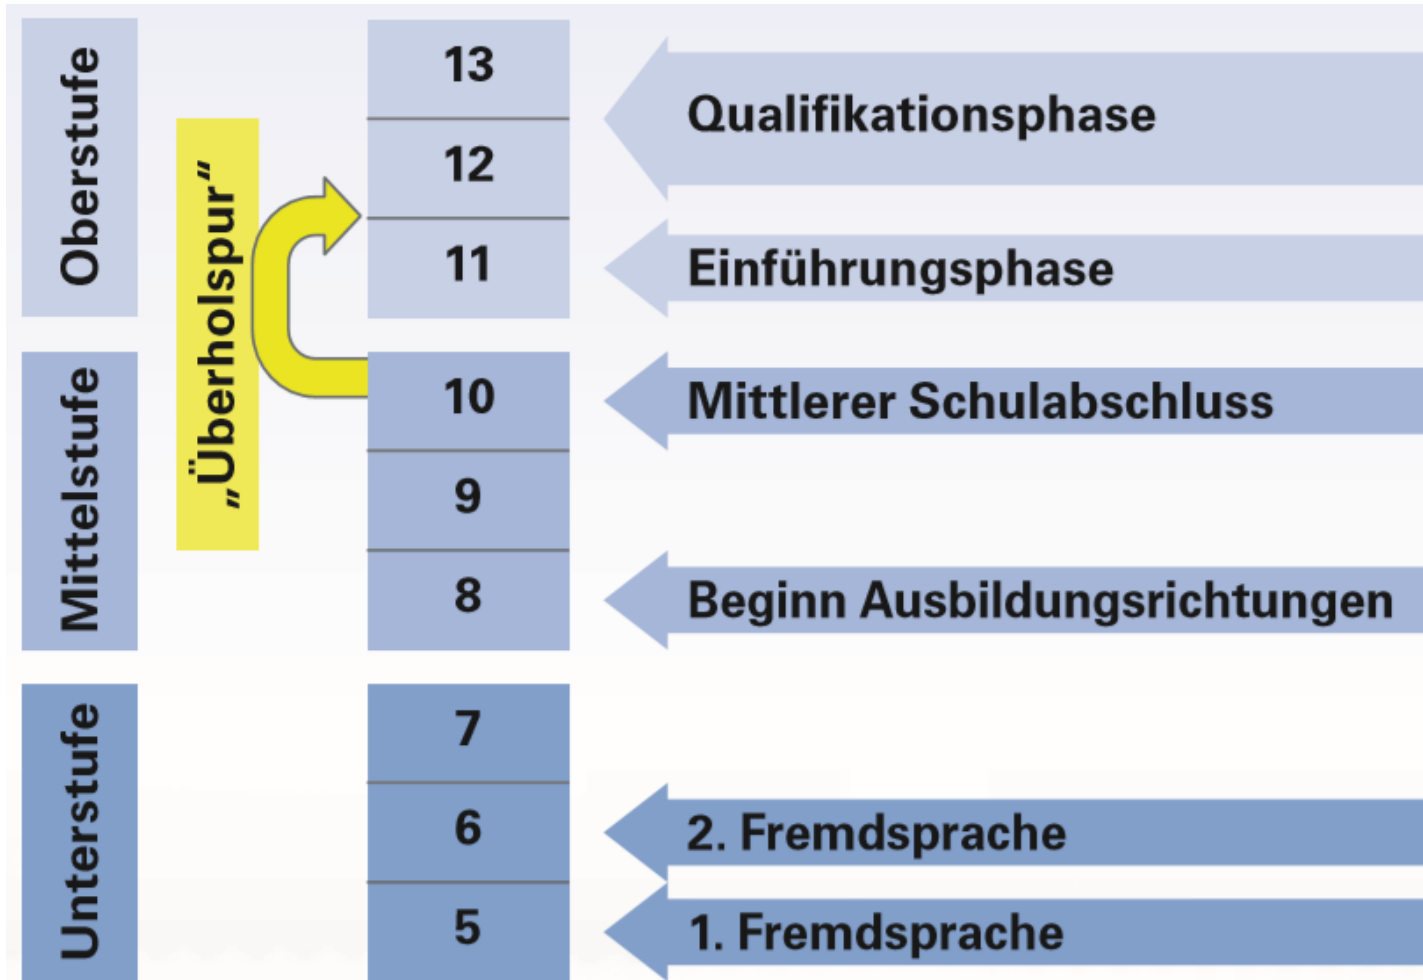 Oberstufe
„Überholspur“
13
12
11
Qualifikationsphase
Einführungsphase
Mittelstufe
10
9
8
Mittlerer Schulabschluss
Beginn Ausbildungsrichtungen
Unterstufe
7
6
5
2. Fremdsprache
1. Fremdsprache